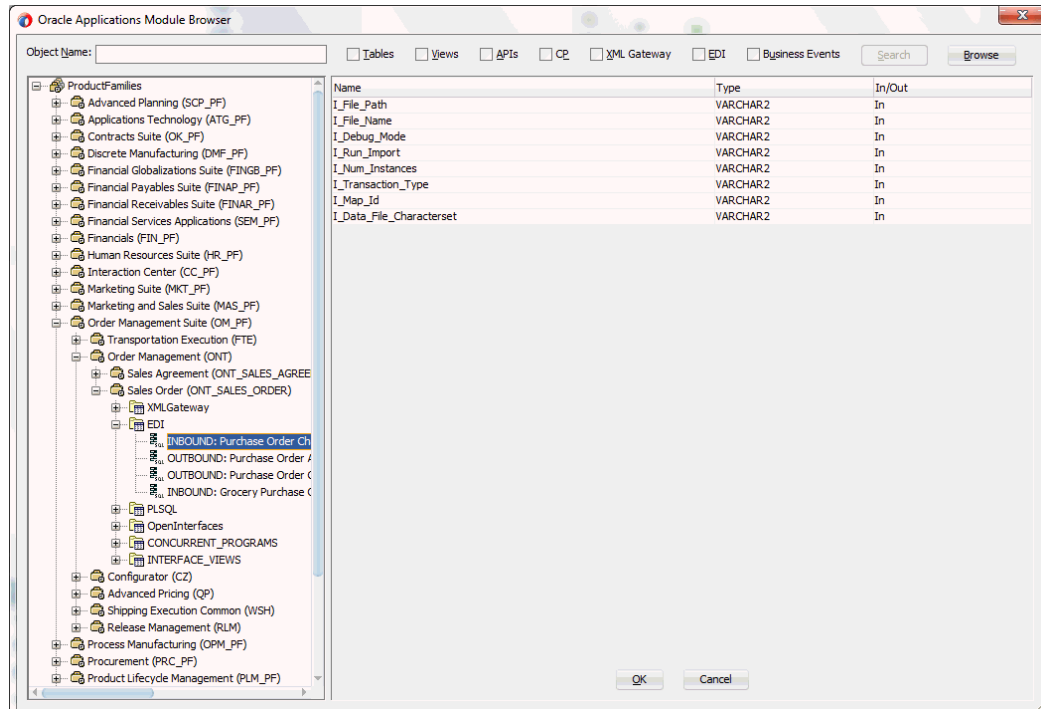 Oracle Applications Module Browser
Object Name:
Tables Views APIs CP XML Gateway EDI Business Events Search Browse
ProductFamilies
Advanced Planning (SCP_PF)
Applications Technology (ATG_PF)
Contracts Suite (OK_PF)
Discrete Manufacturing (DMF_PF)
Financial Globalizations Suite (FINGB_PF)
Financial Payables Suite (FINAP_PF)
Financial Receivables Suite (FINAR_PF)
Financial Services Applications (SEM_PF)
Financials (FIN_PF)
Human Resources Suite (HR_PF)
Interaction Center (CC_PF)
Marketing Suite (MKT_PF)
Marketing and Sales Suite (MAS_PF)
Order Management Suite (OM_PF)
Transportation Execution (FTE)
Order Management (ONT)
Sales Agreement (ONT_SALES_AGREE
Sales Order (ONT_SALES_ORDER)
XMLGateway
EDI
INBOUND: Purchase Order Ch
OUTBOUND: Purchase Order A
OUTBOUND: Purchase Order C
INBOUND: Grocery Purchase O
PLSQL
OpenInterfaces
CONCURRENT_PROGRAMS
INTERFACE_VIEWS
Configurator (CZ)
Advanced Pricing (QP)
Shipping Execution Common (WSH)
Release Management (RLM)
Process Manufacturing (OPM_PF)
Procurement (PRC_PF)
Product Lifecycle Management (PLM_PF)
Name Type In/Out
I_File_Path VARCHAR2 In
I_File_Name VARCHAR2 In
I_Debug_Mode VARCHAR2 In
I_Run_Import VARCHAR2 In
I_Num_Instances VARCHAR2 In
I_Transaction_Type VARCHAR2 In
I_Map_Id VARCHAR2 In
I_Data_File_Characterset VARCHAR2 In
OK Cancel